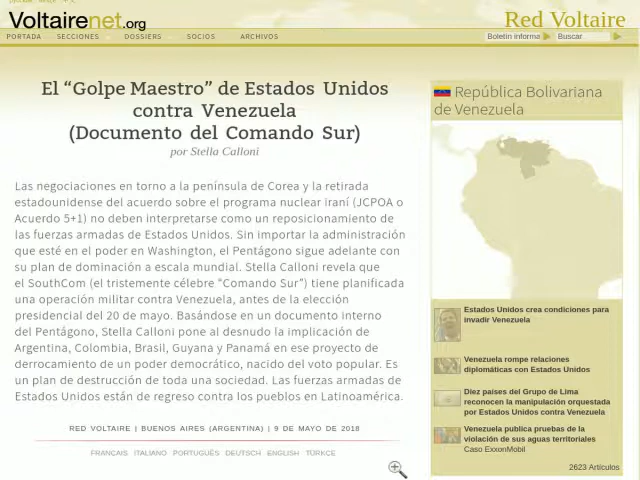 Voltairenet.org
Red Voltaire
PORTADA SECCIONES DOSSIERS SOCIOS ARCHIVOS
Boletin informa Buscar
El “Golpe Maestro” de Estados Unidos
contra Venezuela
(Documento del Comando Sur)
por Stella Calloni
Las negociaciones en torno a la península de Corea y la retirada
estadounidense del acuerdo sobre el programa nuclear iraní (JCPOA o
Acuerdo 5+1) no deben interpretarse como un reposicionamiento de
las fuerzas armadas de Estados Unidos. Sin importar la administración
que esté en el poder en Washington, el Pentágono sigue adelante con
su plan de dominación a escala mundial. Stella Calloni revela que
el SouthCom (el tristemente célebre “Comando Sur”) tiene planificada
una operación militar contra Venezuela, antes de la elección
presidencial del 20 de mayo. Basándose en un documento interno
del Pentágono, Stella Calloni pone al desnudo la implicación de
Argentina, Colombia, Brasil, Guyana y Panamá en ese proyecto de
derrocamiento de un poder democrático, nacido del voto popular. Es
un plan de destrucción de toda una sociedad. Las fuerzas armadas de
Estados Unidos están de regreso contra los pueblos en Latinoamérica.
RED VOLTAIRE | BUENOS AIRES (ARGENTINA) | 9 DE MAYO DE 2018
FRANCAIS ITALIANO PORTUGUÊS DEUTSCH ENGLISH TÜRKÇE
República Bolivariana
de Venezuela
Estados Unidos crea condiciones para
invadir Venezuela
Venezuela rompe relaciones
diplomáticas con Estados Unidos
Diez países del Grupo de Lima
reconocen la manipulación orquestada
por Estados Unidos contra Venezuela
Venezuela publica pruebas de la
violación de sus aguas territoriales
Caso ExxonMobil
2623 Artículos